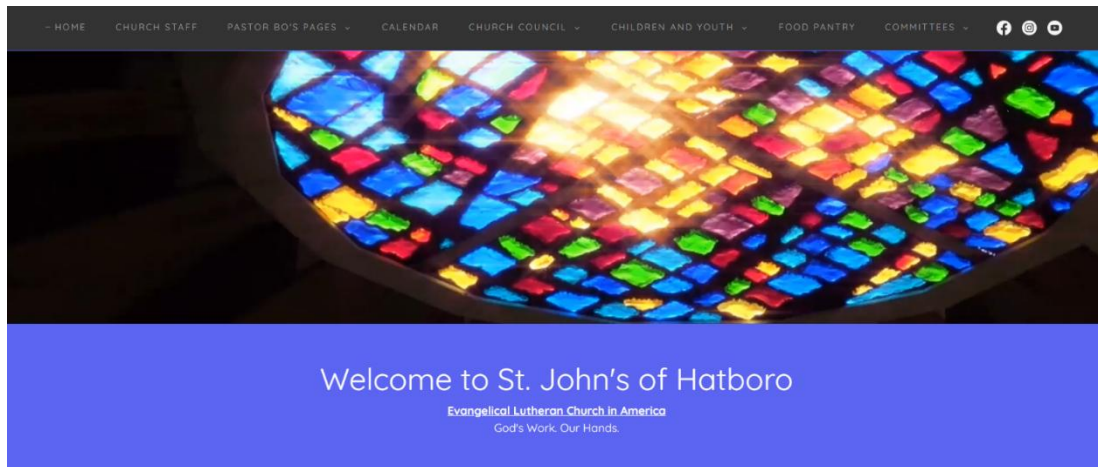 – HOME
CHURCH STAFF
PASTOR BO'S PAGES
CALENDAR
CHURCH COUNCIL
CHILDREN AND YOUTH
FOOD PANTRY
COMMITTEES
Welcome to St. John's of Hatboro
Evangelical Lutheran Church in America
God's Work. Our Hands.